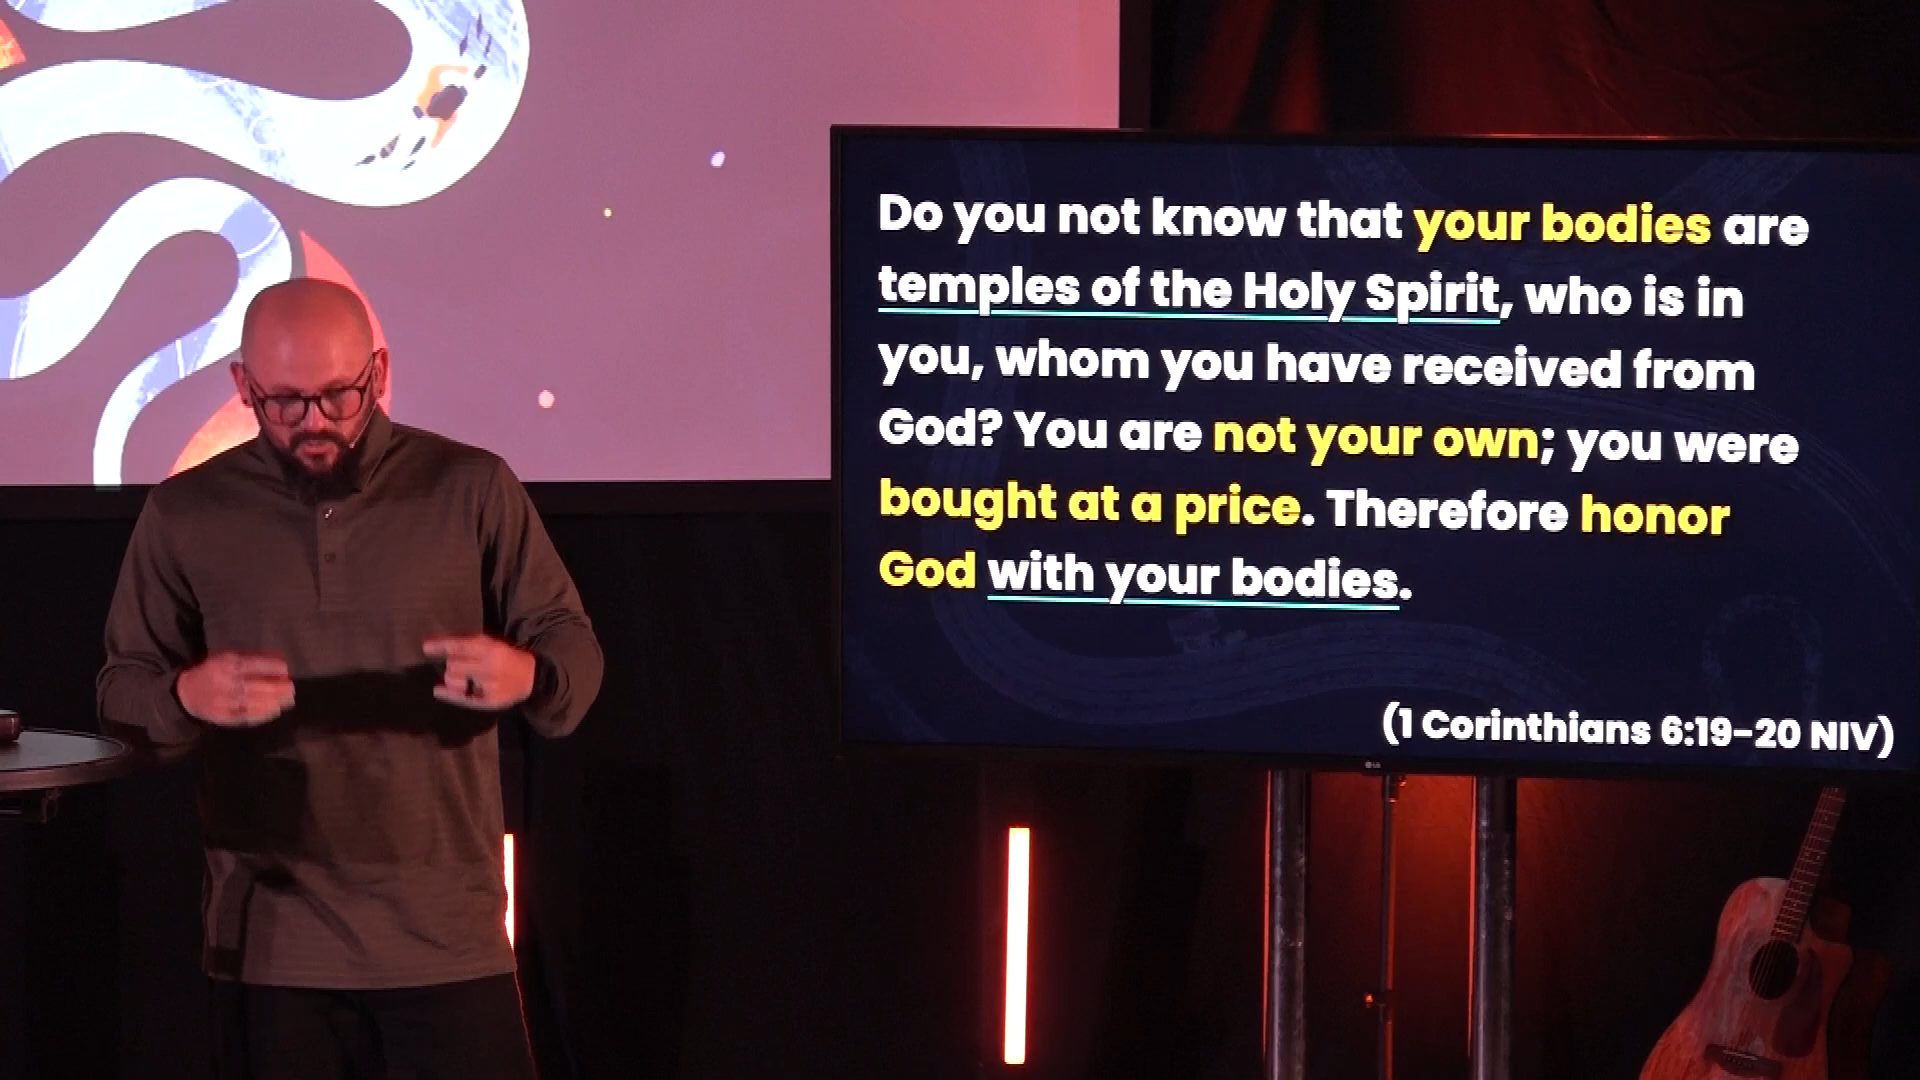 Do you not know that your bodies are
temples of the Holy Spirit, who is in
you, whom you have received from
God? You are not your own; you were
bought at a price. Therefore honor
God with your bodies.
(1 Corinthians 6:19-20 NIV)
LG